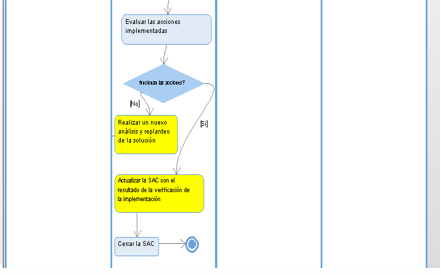 Evaluar las acciones
implementadas
Funcionan las acciones?
[No]
[Si]
Realizar un nuevo
análisis y replanteo
de la solución
Actualizar la SAC con el
resultado de la verificación de
la implementación
Cerrar la SAC